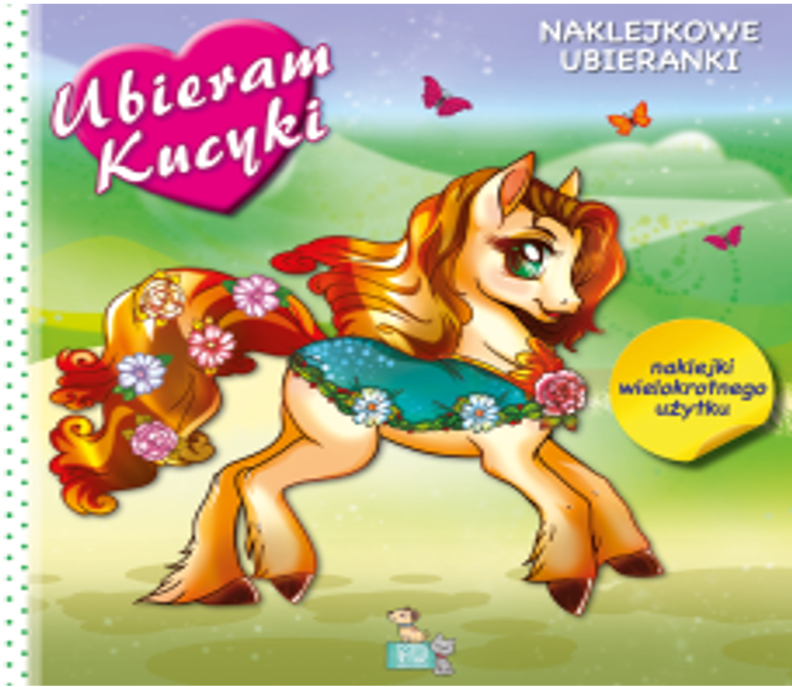 Ubieram
Kucyki
NAKLEJKOWE
UBIERANKI
naklejki
wielokrotnego
użytku